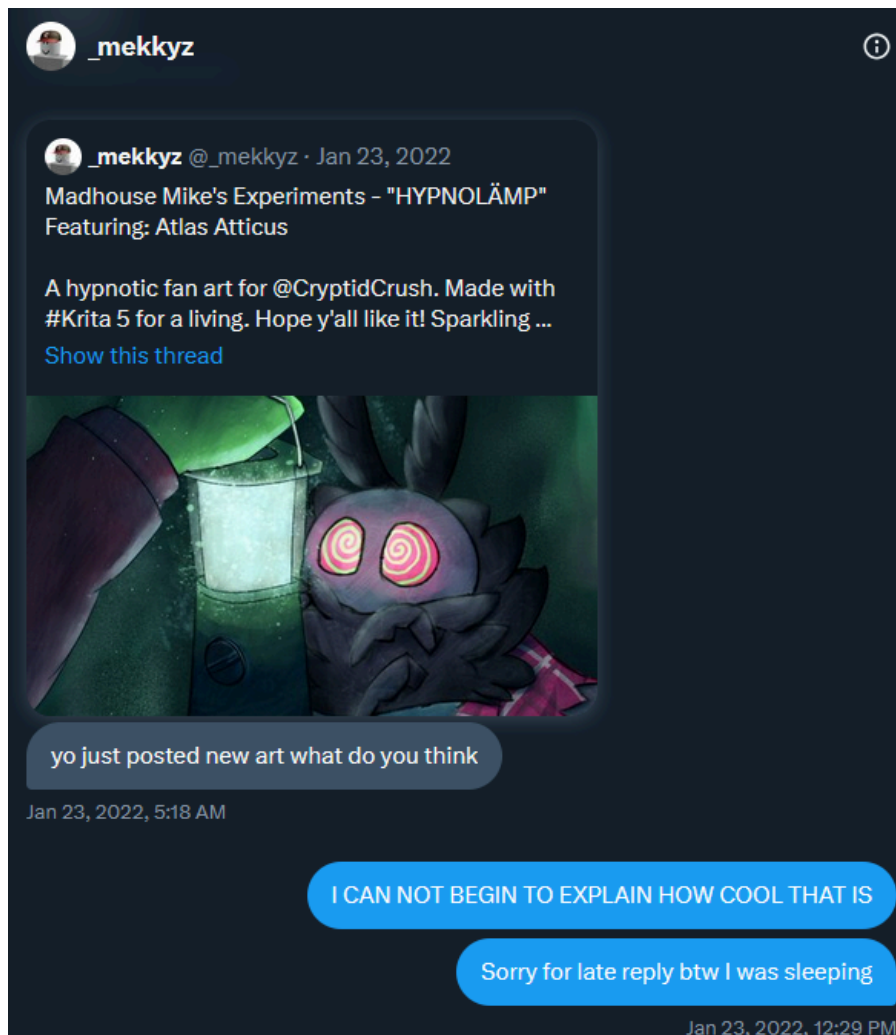 _mekkyz
_mekkyz @_mekkyz · Jan 23, 2022
Madhouse Mike's Experiments - "HYPNOLÄMP"
Featuring: Atlas Atticus
A hypnotic fan art for @CryptidCrush. Made with
#Krita 5 for a living. Hope y'all like it! Sparkling ...
Show this thread
yo just posted new art what do you think
Jan 23, 2022, 5:18 AM
I CAN NOT BEGIN TO EXPLAIN HOW COOL THAT IS
Sorry for late reply btw I was sleeping
Jan 23, 2022, 12:29 PM